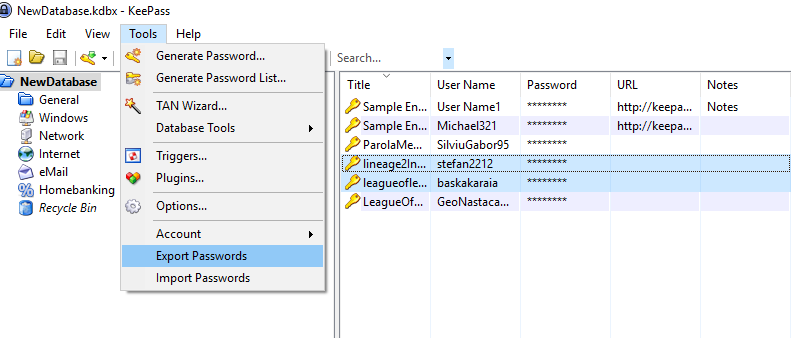 NewDatabase.kdbx - KeePass
File Edit View Tools Help
Search...
Generate Password...
Generate Password List...
TAN Wizard...
Database Tools
Triggers...
Plugins...
Options...
Account
Export Passwords
Import Passwords
NewDatabase
General
Windows
Network
Internet
eMail
Homebanking
Recycle Bin
Title User Name Password URL Notes
Sample En... User Name1 ******** http://keepa... Notes
Sample En... Michael321 ******** http://keepa...
ParolaMe... SilviuGabor95 ********
lineage2In... stefan2212 ********
leagueofle... baskakaraia ********
LeagueOf... GeoNastaca... ********